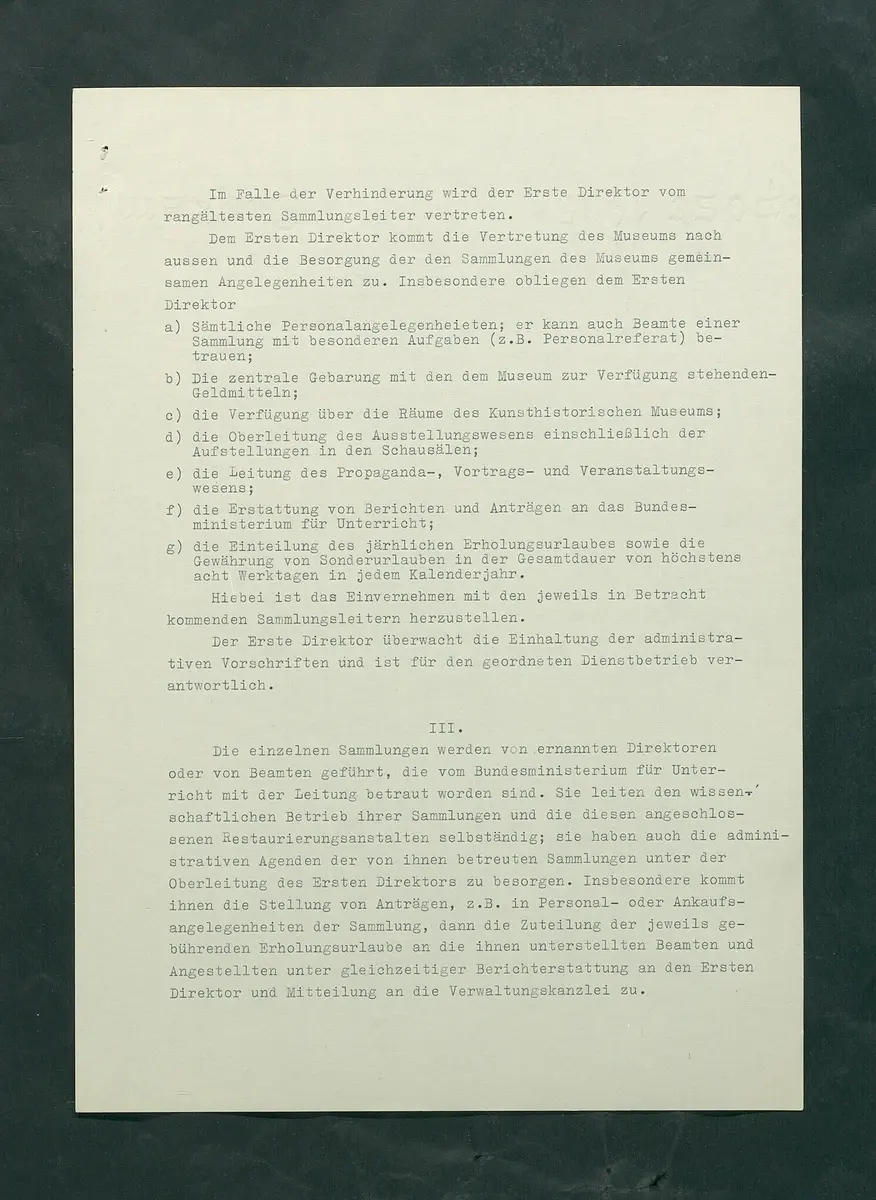 Im Falle der Verhinderung wird der Erste Direktor vom
rangältesten Sammlungsleiter vertreten.
Dem Ersten Direktor kommt die Vertretung des Museums nach
aussen und die Besorgung der den Sammlungen des Museums gemein-
samen Angelegenheiten zu. Insbesondere obliegen dem Ersten
Direktor
a) Sämtliche Personalangelegenheieten; er kann auch Beamte einer
Sammlung mit besonderen Aufgaben (z.B. Personalreferat) be-
trauen;
b) Die zentrale Gebarung mit den dem Museum zur Verfügung stehenden-
Geldmitteln;
c) die Verfügung über die Räume des Kunsthistorischen Museums;
d) die Oberleitung des Ausstellungswesens einschließlich der
Aufstellungen in den Schausälen;
e) die Leitung des Propaganda-, Vortrags- und Veranstaltungs-
wesens;
f) die Erstattung von Berichten und Anträgen an das Bundes-
ministerium für Unterricht;
g) die Einteilung des järhlichen Erholungsurlaubes sowie die
Gewährung von Sonderurlauben in der Gesamtdauer von höchstens
acht Werktagen in jedem Kalenderjahr.
Hiebei ist das Einvernehmen mit den jeweils in Betracht
kommenden Sammlungsleitern herzustellen.
Der Erste Direktor überwacht die Einhaltung der administra-
tiven Vorschriften und ist für den geordneten Dienstbetrieb ver-
antwortlich.
III.
Die einzelnen Sammlungen werden von ernannten Direktoren
oder von Beamten geführt, die vom Bundesministerium für Unter-
richt mit der Leitung betraut worden sind. Sie leiten den wissen-
schaftlichen Betrieb ihrer Sammlungen und die diesen angeschlos-
senen Restaurierungsanstalten selbständig; sie haben auch die admini-
strativen Agenden der von ihnen betreuten Sammlungen unter der
Oberleitung des Ersten Direktors zu besorgen. Insbesondere kommt
ihnen die Stellung von Anträgen, z.B. in Personal- oder Ankaufs-
angelegenheiten der Sammlung, dann die Zuteilung der jeweils ge-
bührenden Erholungsurlaube an die ihnen unterstellten Beamten und
Angestellten unter gleichzeitiger Berichterstattung an den Ersten
Direktor und Mitteilung an die Verwaltungskanzlei zu.